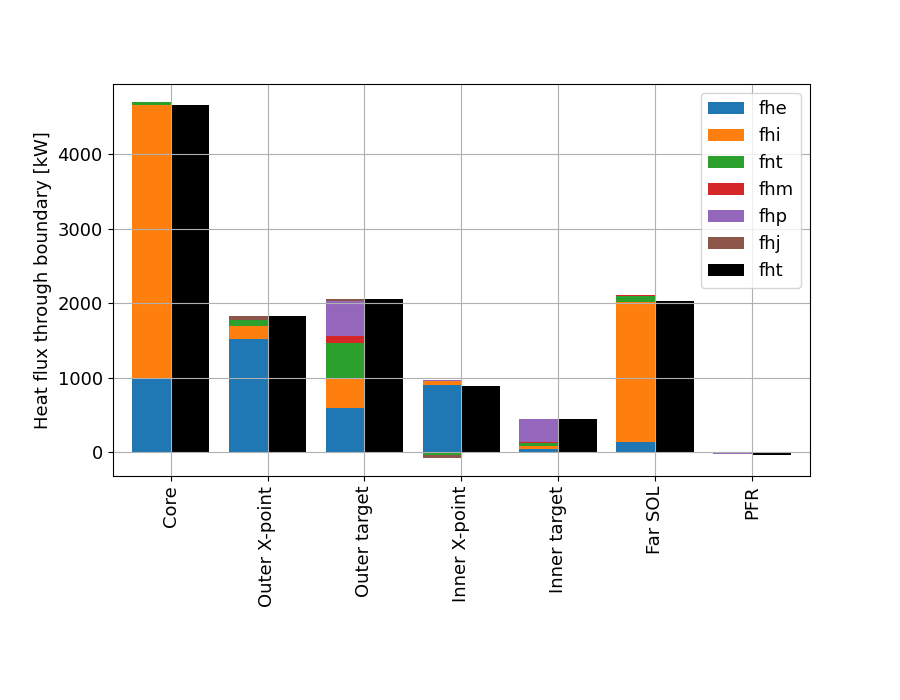 Heat flux through boundary [kW]
4000
3000
2000
1000
0
fhe
fhi
fnt
fhm
fhp
fhj
fht
Core
Outer X-point
Outer target
Inner X-point
Inner target
Far SOL
PFR